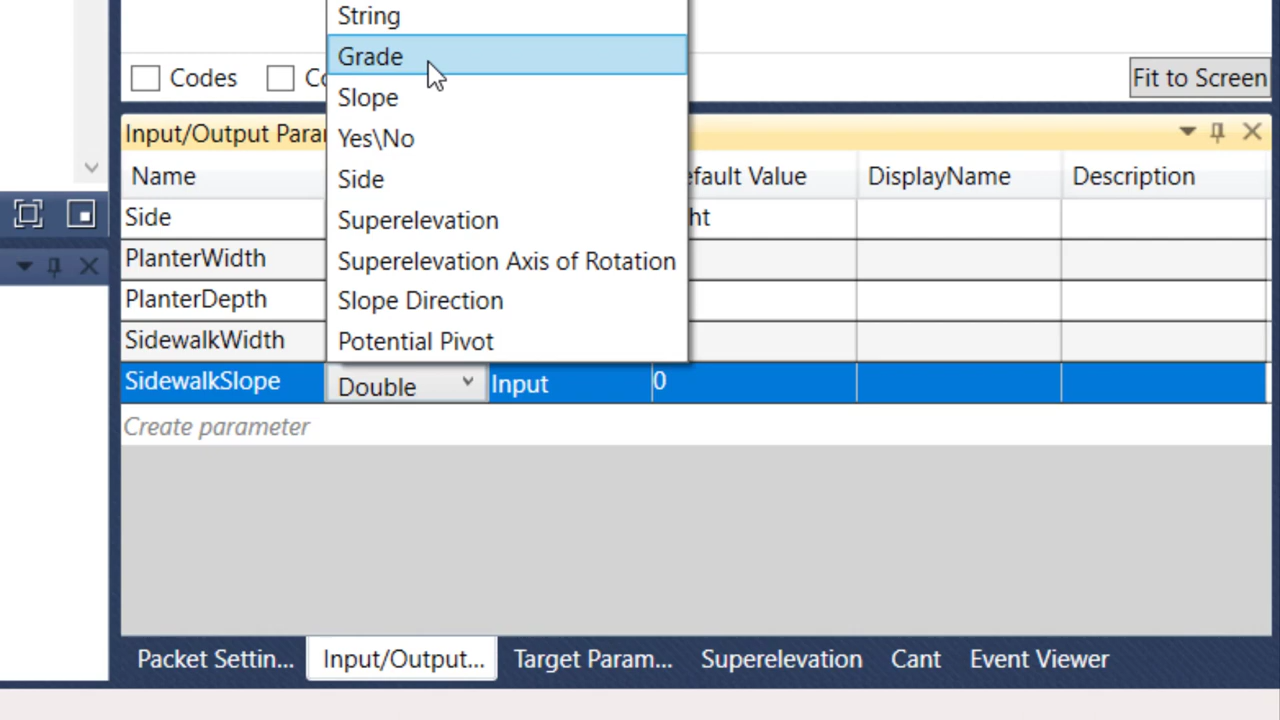 String
Grade
Codes Co
Fit to Screen
Slope
Input/Output Para
Yes\No
Name efault Value DisplayName Description
Side
Side ht
Superelevation
PlanterWidth
Superelevation Axis of Rotation
PlanterDepth
Slope Direction
SidewalkWidth
Potential Pivot
SidewalkSlope Double Input 0
Create parameter
Packet Settin... Input/Output... Target Param... Superelevation Cant Event Viewer